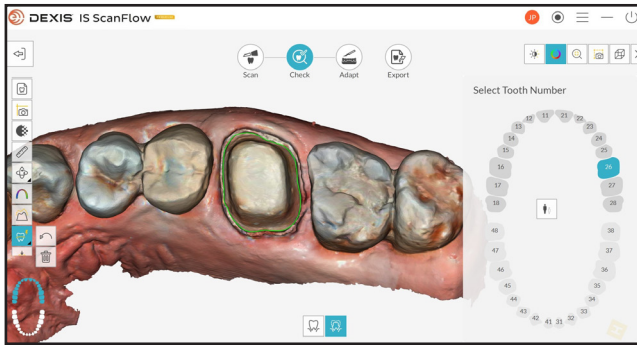 DEXIS IS ScanFlow
JP
Scan
Check
Adapt
Export
Select Tooth Number
11 21
12 22
13 23
14 24
15 25
16 26
17 27
18 28
48 38
47 37
46 36
45 35
44 34
43 33
42 41 31 32